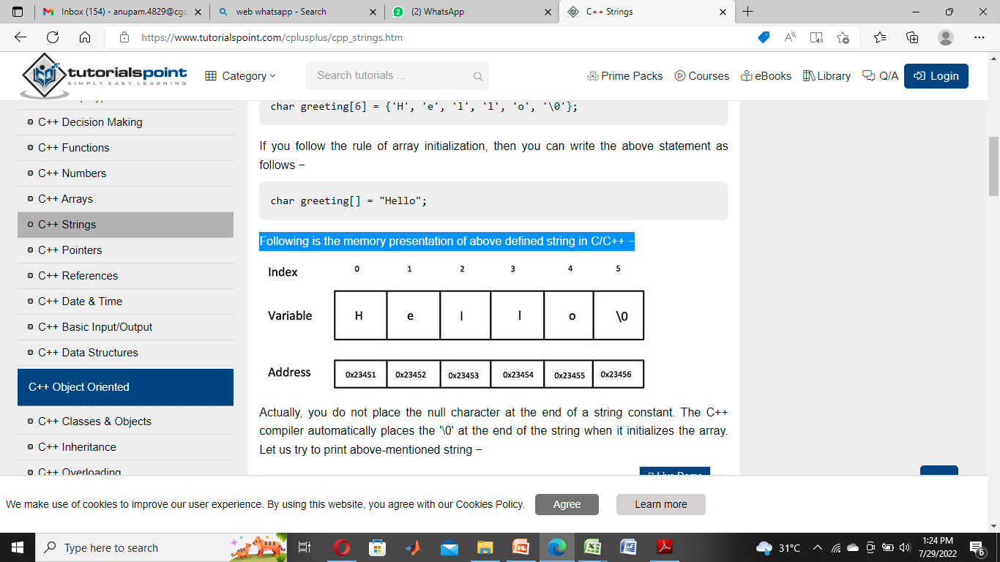 Inbox (154) - anupam.4829@cgc
web whatsapp - Search
(2) WhatsApp
C++ Strings
https://www.tutorialspoint.com/cplusplus/cpp_strings.htm
tutorialspoint
SIMPLY EASY LEARNING
Category
Search tutorials ...
Prime Packs
Courses
eBooks
Library
Q/A
Login
C++ Decision Making
C++ Functions
C++ Numbers
C++ Arrays
C++ Strings
C++ Pointers
C++ References
C++ Date & Time
C++ Basic Input/Output
C++ Data Structures
C++ Object Oriented
C++ Classes & Objects
C++ Inheritance
C++ Overloading
char greeting[6] = {'H', 'e', 'l', 'l', 'o', '\0'};
If you follow the rule of array initialization, then you can write the above statement as
follows −
char greeting[] = "Hello";
Following is the memory presentation of above defined string in C/C++ −
Index 0 1 2 3 4 5
Variable H e l l o \0
Address 0x23451 0x23452 0x23453 0x23454 0x23455 0x23456
Actually, you do not place the null character at the end of a string constant. The C++
compiler automatically places the '\0' at the end of the string when it initializes the array.
Let us try to print above-mentioned string −
Live Demo
We make use of cookies to improve our user experience. By using this website, you agree with our Cookies Policy.
Agree
Learn more
Type here to search
31°C
1:24 PM
7/29/2022
6